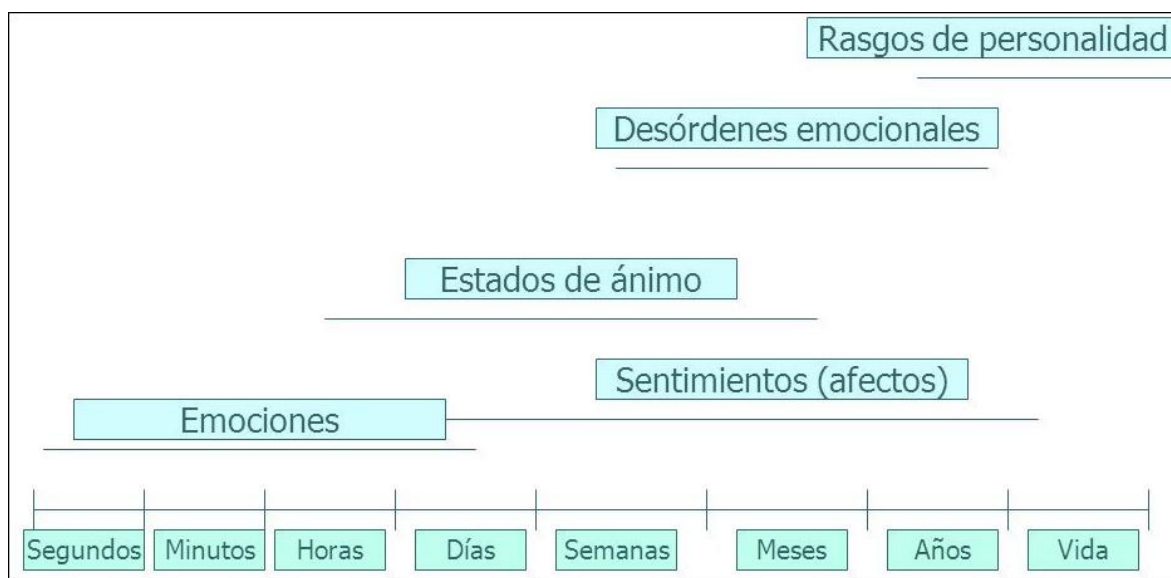 Rasgos de personalidad
Desórdenes emocionales
Estados de ánimo
Sentimientos (afectos)
Emociones
Segundos
Minutos
Horas
Días
Semanas
Meses
Años
Vida